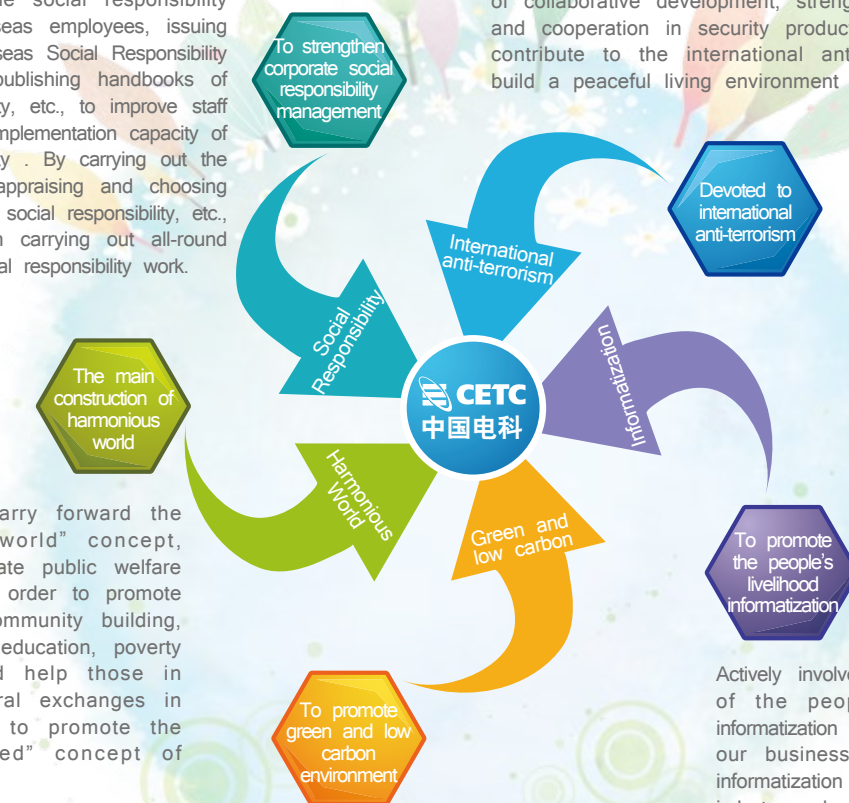 social responsibility
seas employees, issuing
seas Social Responsibility
publishing handbooks of
ty, etc., to improve staff
mplementation capacity of
ty . By carrying out the
appraising and choosing
social responsibility, etc.,
carrying out all-round
al responsibility work.
To strengthen
corporate social
responsibility
management
of collaborative development,
and cooperation in security
contribute to the international
build a peaceful living environment
Devoted to
international
anti-terrorism
International
anti-terrorism
Social
Responsibility
Informatization
CETC
中国电科
The main
construction of
harmonious
world
Harmonious
World
Green and
low carbon
arry forward the
world” concept,
ate public welfare
order to promote
mmunity building,
education, poverty
help those in
ral exchanges in
to promote the
ed” concept of
To promote
the people’s
livelihood
informatization
To promote
green and low
carbon
environment
Actively
of the
informatization
our business
informatization